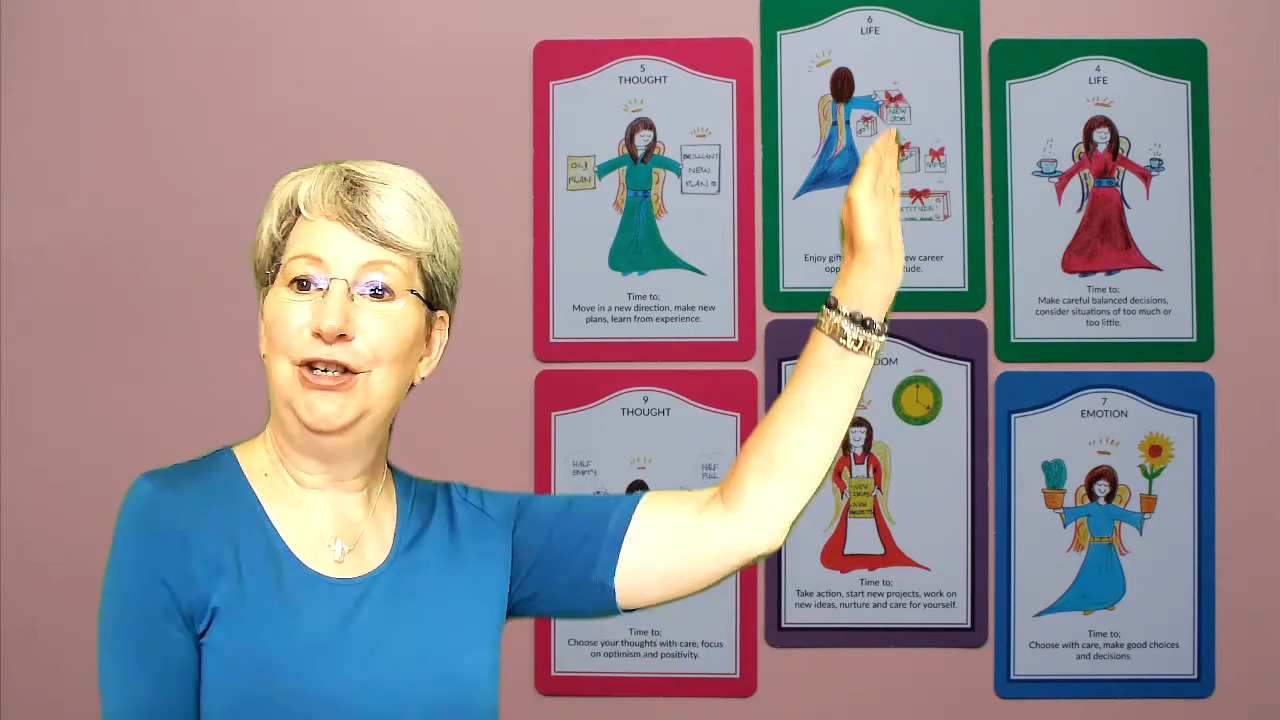 5
THOUGHT
OLD
PLAN
BRILLIANT
NEW
PLAN
Time to;
Move in a new direction, make new
plans, learn from experience.
6
LIFE
NEW
JOB
GIFTS
Enjoy ew career
ude.
4
LIFE
Time to;
Make careful balanced decisions,
consider situations of too much or
too little.
9
THOUGHT
HALF
EMPTY
HALF
FULL
Time to;
Choose your thoughts with care, focus
on optimism and positivity.
DOM
NEW
IDEAS
NEW
PROJECTS
Time to;
Take action, start new projects, work on
new ideas, nurture and care for yourself.
7
EMOTION
Time to;
Choose with care, make good choices
and decisions.